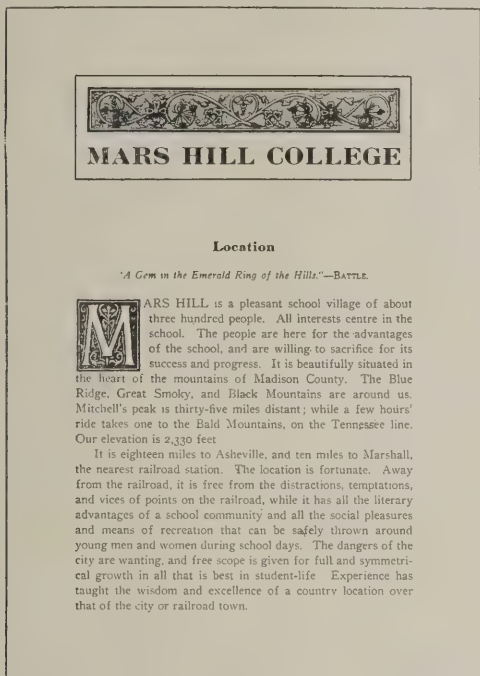 MARS HILL COLLEGE
Location
"A Gem in the Emerald Ring of the Hills."—BATTLE.
MARS HILL is a pleasant school village of about
three hundred people. All interests centre in the
school. The people are here for the advantages
of the school, and are willing to sacrifice for its
success and progress. It is beautifully situated in
the heart of the mountains of Madison County. The Blue
Ridge, Great Smoky, and Black Mountains are around us.
Mitchell's peak is thirty-five miles distant; while a few hours'
ride takes one to the Bald Mountains, on the Tennessee line.
Our elevation is 2,330 feet
It is eighteen miles to Asheville, and ten miles to Marshall,
the nearest railroad station. The location is fortunate. Away
from the railroad, it is free from the distractions, temptations,
and vices of points on the railroad, while it has all the literary
advantages of a school community and all the social pleasures
and means of recreation that can be safely thrown around
young men and women during school days. The dangers of the
city are wanting, and free scope is given for full and symmetri-
cal growth in all that is best in student-life Experience has
taught the wisdom and excellence of a country location over
that of the city or railroad town.